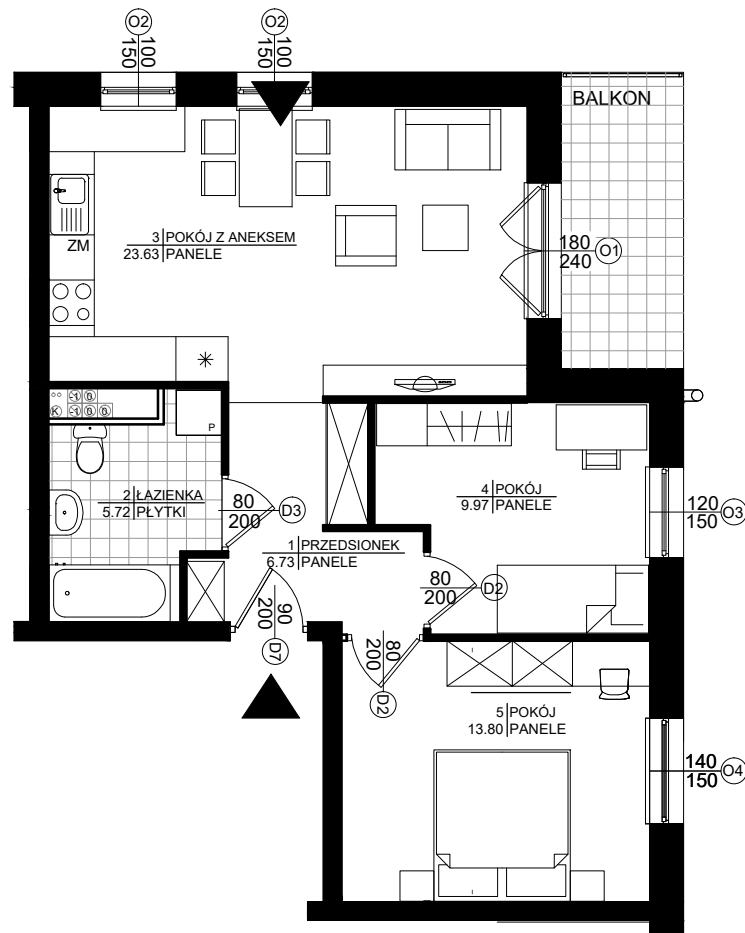 O2
100
150
O2
100
150
BALKON
ZM
3 POKÓJ Z ANEKSEM
23.63 PANELE
180
240
O1
K
P
2 ŁAZIENKA
5.72 PŁYTKI
80
200
D3
4 POKÓJ
9.97 PANELE
120
150
O3
1 PRZEDSIONEK
6.73 PANELE
80
200
D2
90
200
D7
80
200
D2
5 POKÓJ
13.80 PANELE
140
150
O4